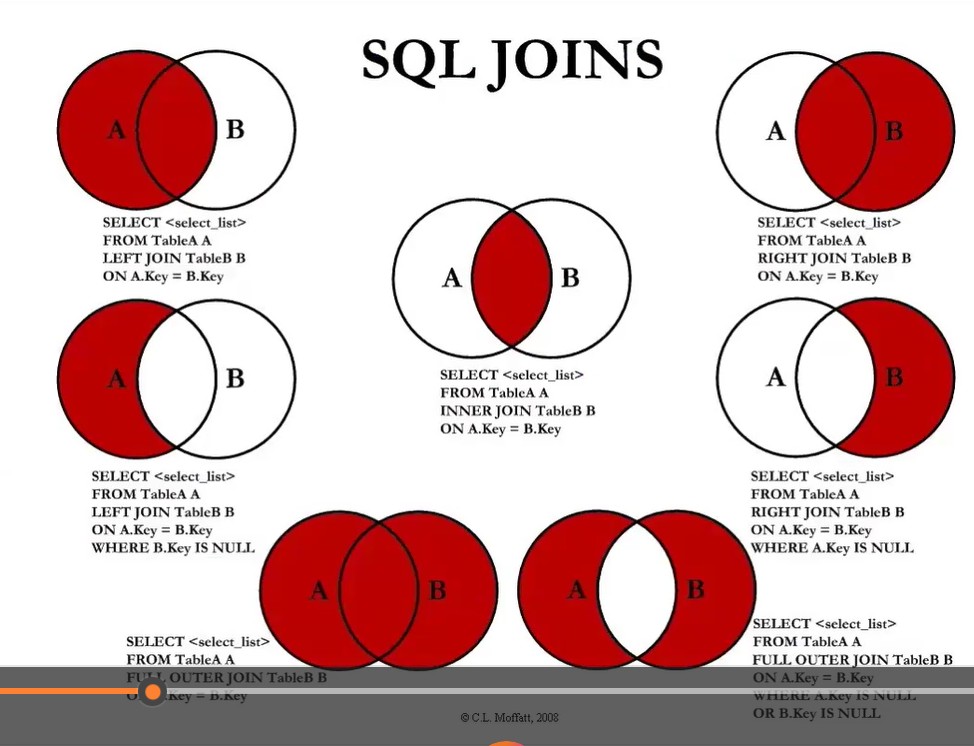 SQL JOINS
A B
SELECT <select_list>
FROM TableA A
LEFT JOIN TableB B
ON A.Key = B.Key
A B
SELECT <select_list>
FROM TableA A
RIGHT JOIN TableB B
ON A.Key = B.Key
A B
SELECT <select_list>
FROM TableA A
INNER JOIN TableB B
ON A.Key = B.Key
A B
SELECT <select_list>
FROM TableA A
LEFT JOIN TableB B
ON A.Key = B.Key
WHERE B.Key IS NULL
A B
SELECT <select_list>
FROM TableA A
RIGHT JOIN TableB B
ON A.Key = B.Key
WHERE A.Key IS NULL
A B
SELECT <select_list>
FROM TableA A
FULL OUTER JOIN TableB B
Key = B.Key
A B
SELECT <select_list>
FROM TableA A
FULL OUTER JOIN TableB B
ON A.Key = B.Key
WHERE A.Key IS NULL
OR B.Key IS NULL
© C.L. Moffatt, 2008